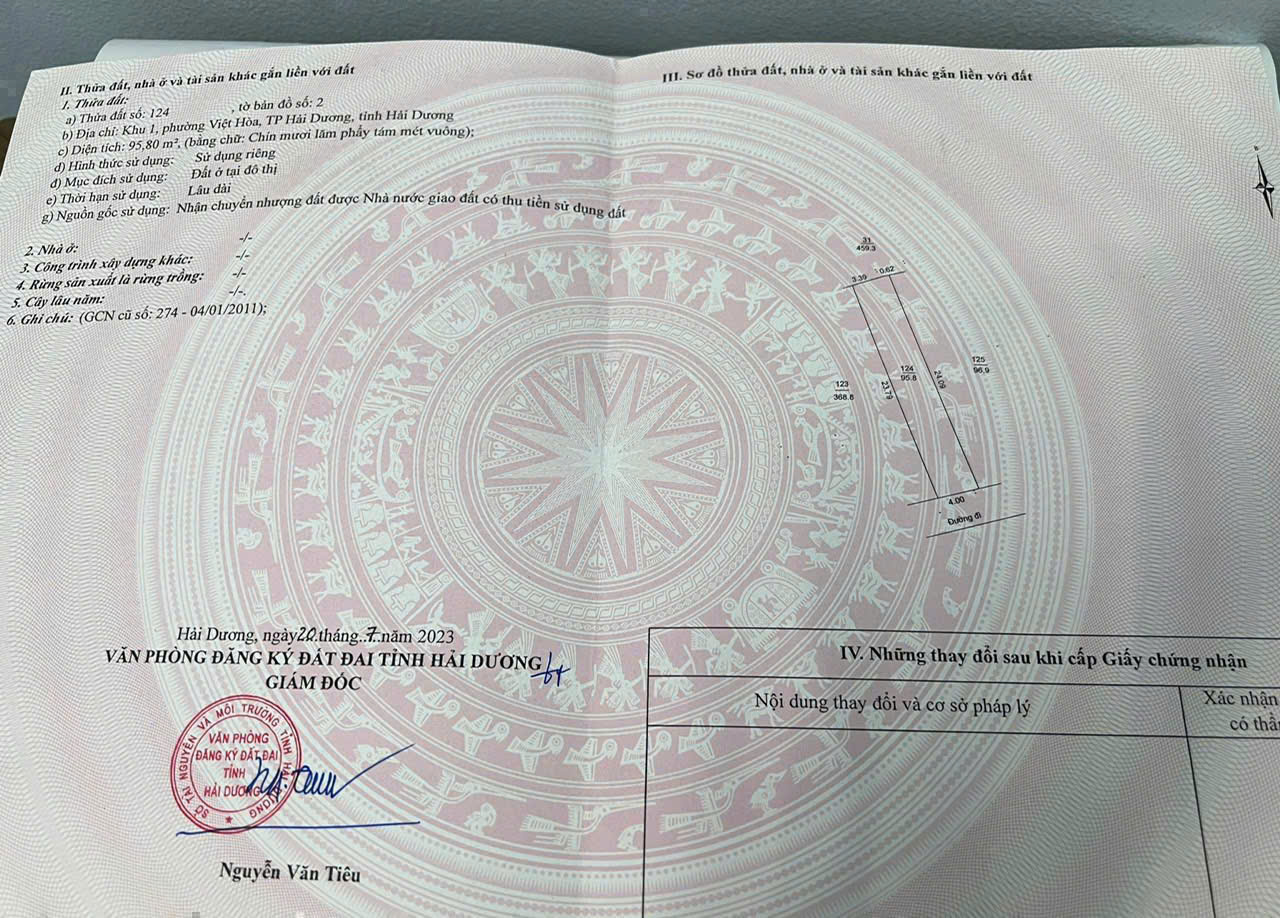 II. Thửa đất, nhà ở và tài sản khác gắn liền với đất
1. Thửa đất:
a) Thửa đất số: 124 , tờ bản đồ số: 2
b) Địa chỉ: Khu 1, phường Việt Hòa, TP Hải Dương, tỉnh Hải Dương
c) Diện tích: 95,80 m², (bằng chữ: Chín mươi lăm phẩy tám mét vuông);
d) Hình thức sử dụng: Sử dụng riêng
đ) Mục đích sử dụng: Đất ở tại đô thị
e) Thời hạn sử dụng: Lâu dài
g) Nguồn gốc sử dụng: Nhận chuyển nhượng đất được Nhà nước giao đất có thu tiền sử dụng đất
2. Nhà ở: -/-
3. Công trình xây dựng khác: -/-
4. Rừng sản xuất là rừng trồng: -/-
5. Cây lâu năm: -/-.
6. Ghi chú: (GCN cũ số: 274 - 04/01/2011);
Hải Dương, ngày 20 tháng..7.năm 2023
VĂN PHÒNG ĐĂNG KÝ ĐẤT ĐAI TỈNH HẢI DƯƠNG
GIÁM ĐỐC
SỞ TÀI NGUYÊN VÀ MÔI TRƯỜNG TỈNH HẢI DƯƠNG
VĂN PHÒNG
ĐĂNG KÝ ĐẤT ĐAI
TỈNH
HẢI DƯƠNG
Nguyễn Văn Tiêu
III. Sơ đồ thửa đất, nhà ở và tài sản khác gắn liền với đất
B
31
459.3
3.39 0.62
125
96.9
124
95.8
123
368.8
23.79
24.09
4.00
Đường đi
IV. Những thay đổi sau khi cấp Giấy chứng nhận
Nội dung thay đổi và cơ sở pháp lý
Xác nhận
có thẩ